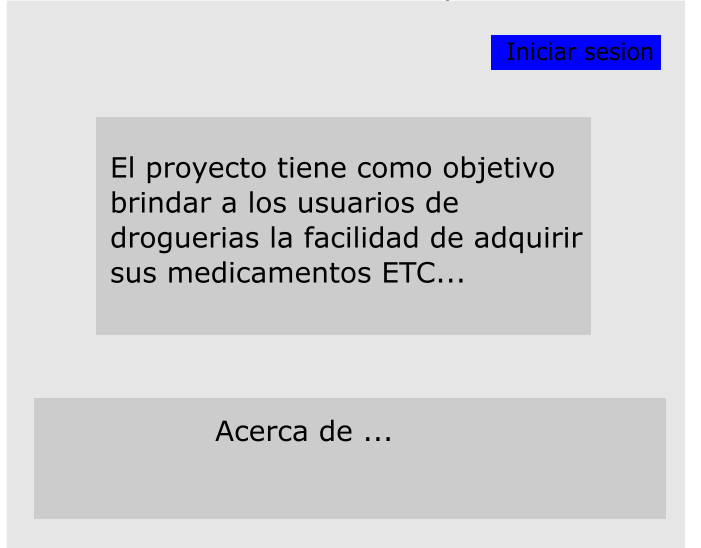 Iniciar sesion
El proyecto tiene como objetivo
brindar a los usuarios de
droguerias la facilidad de adquirir
sus medicamentos ETC...
Acerca de ...